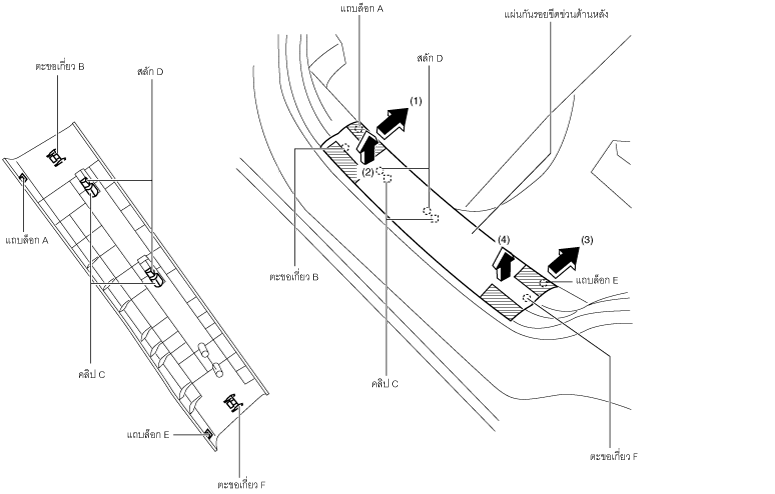 แถบล็อก A
แผ่นกันรอยขีดข่วนด้านหลัง
ตะขอเกี่ยว B
สลัก D
สลัก D
(1)
(2)
แถบล็อก A
(4)
(3)
ตะขอเกี่ยว B
แถบล็อก E
คลิป C
คลิป C
แถบล็อก E
ตะขอเกี่ยว F
ตะขอเกี่ยว F